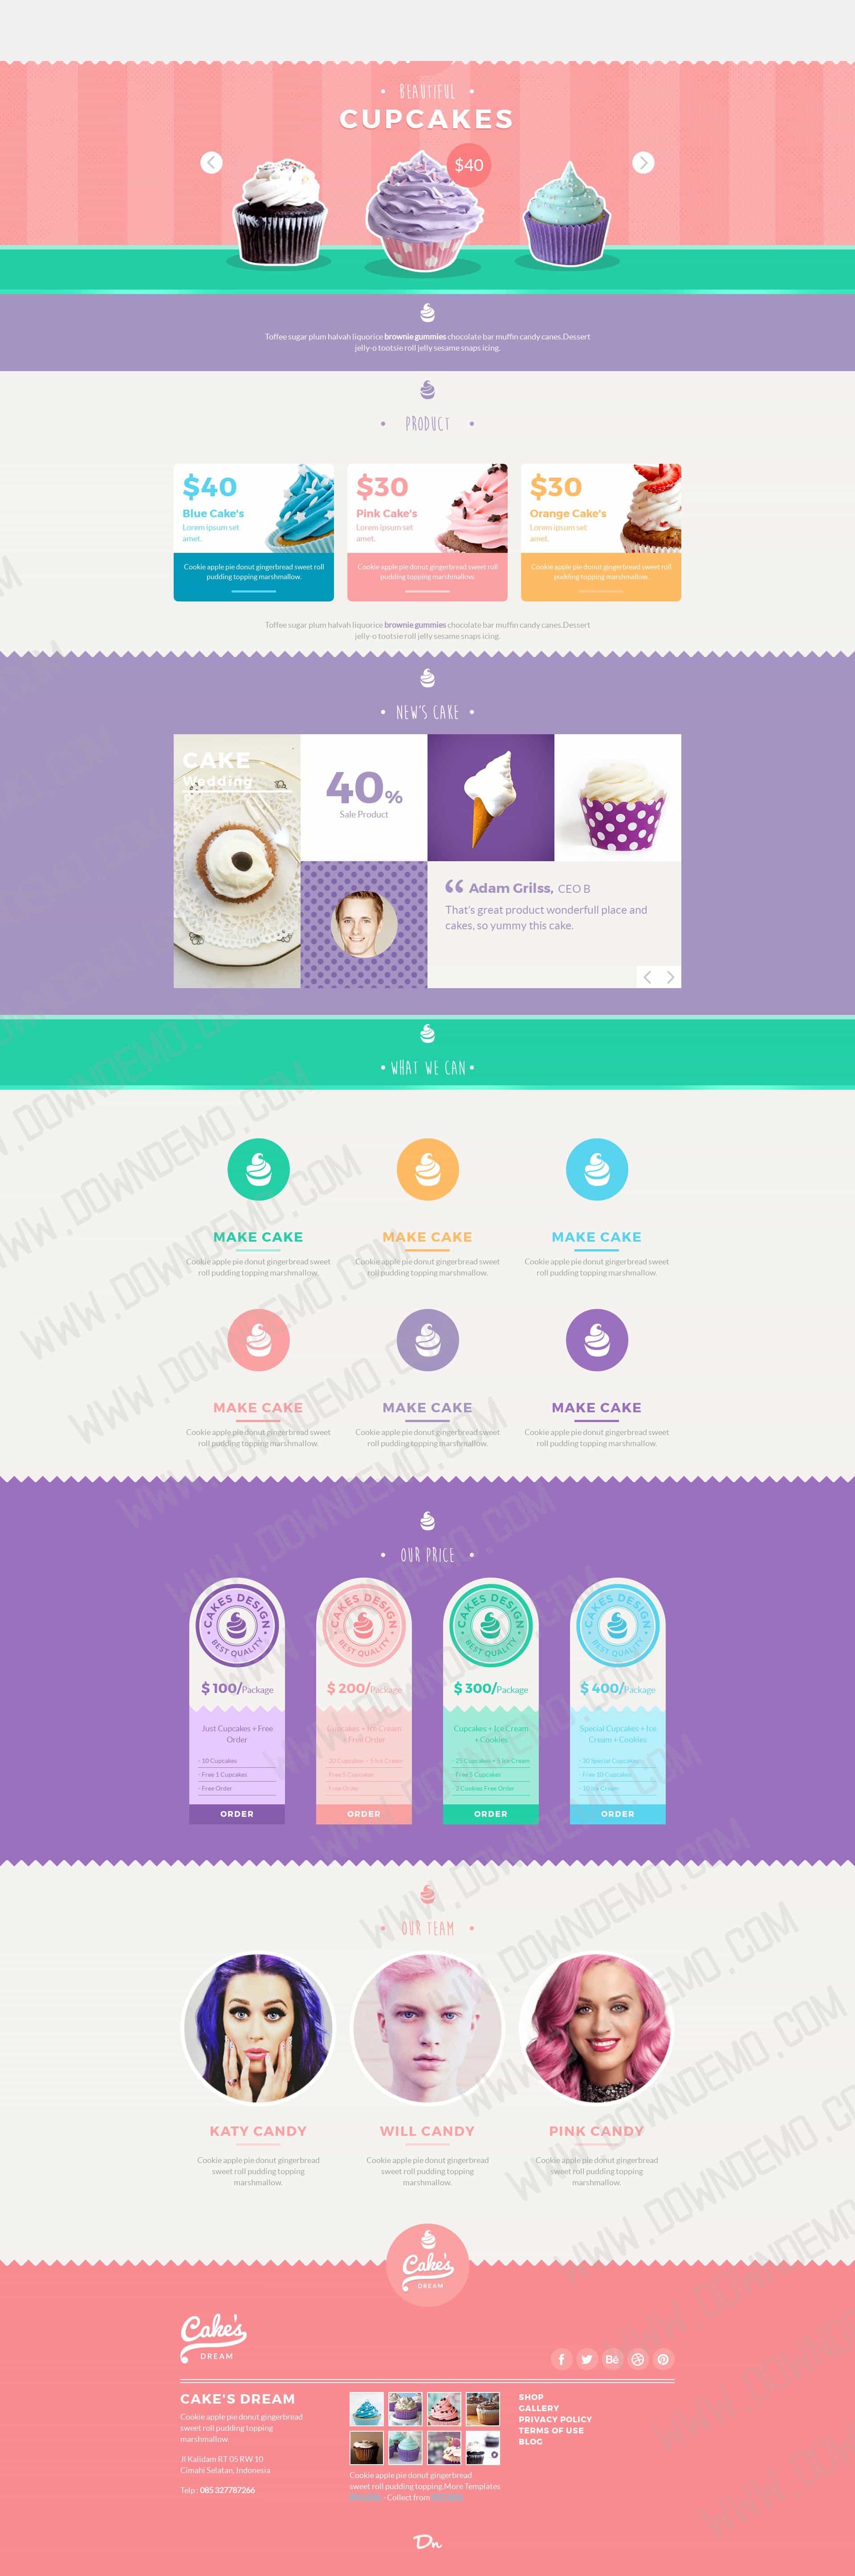 BEAUTIFUL
CUPCAKES
$40
Toffee sugar plum halvah liquorice brownie gummies chocolate bar muffin candy canes.Dessert
jelly-o tootsie roll jelly sesame snaps icing.
PRODUCT
$40
Blue Cake's
Lorem ipsum set
amet.
Cookie apple pie donut gingerbread sweet roll
pudding topping marshmallow.
$30
Pink Cake's
Lorem ipsum set
amet.
Cookie apple pie donut gingerbread sweet roll
pudding topping marshmallow.
$30
Orange Cake's
Lorem ipsum set
amet.
Cookie apple pie donut gingerbread sweet roll
pudding topping marshmallow.
Toffee sugar plum halvah liquorice brownie gummies chocolate bar muffin candy canes.Dessert
jelly-o tootsie roll jelly sesame snaps icing.
NEW'S CAKE
CAKE
Wedding
40%
Sale Product
Adam Grilss, CEO B
That's great product wonderfull place and
cakes, so yummy this cake.
WHAT WE CAN
MAKE CAKE
Cookie apple pie donut gingerbread sweet
roll pudding topping marshmallow.
MAKE CAKE
Cookie apple pie donut gingerbread sweet
roll pudding topping marshmallow.
MAKE CAKE
Cookie apple pie donut gingerbread sweet
roll pudding topping marshmallow.
MAKE CAKE
Cookie apple pie donut gingerbread sweet
roll pudding topping marshmallow.
MAKE CAKE
Cookie apple pie donut gingerbread sweet
roll pudding topping marshmallow.
MAKE CAKE
Cookie apple pie donut gingerbread sweet
roll pudding topping marshmallow.
OUR PRICE
CAKES DESIGN
BEST QUALITY
$ 100/Package
Just Cupcakes + Free
Order
- 10 Cupcakes
- Free 1 Cupcakes
- Free Order
ORDER
CAKES DESIGN
BEST QUALITY
$ 200/Package
Cupcakes + Ice Cream
+ Free Order
- 20 Cupcakes + 5 Ice Cream
- Free 5 Cupcakes
- Free Order
ORDER
CAKES DESIGN
BEST QUALITY
$ 300/Package
Cupcakes + Ice Cream
+ Cookies
- 25 Cupcakes + 5 Ice Cream
- Free 5 Cupcakes
- 2 Cookies Free Order
ORDER
CAKES DESIGN
BEST QUALITY
$ 400/Package
Special Cupcakes + Ice
Cream + Cookies
- 30 Special Cupcakes
- Free 10 Cupcakes
- 10 Ice Cream
ORDER
OUR TEAM
KATY CANDY
Cookie apple pie donut gingerbread
sweet roll pudding topping
marshmallow.
WILL CANDY
Cookie apple pie donut gingerbread
sweet roll pudding topping
marshmallow.
PINK CANDY
Cookie apple pie donut gingerbread
sweet roll pudding topping
marshmallow.
Cake's
DREAM
Cake's
DREAM
f
Bē
CAKE'S DREAM
Cookie apple pie donut gingerbread
sweet roll pudding topping
marshmallow.
Jl Kalidam RT 05 RW 10
Cimahi Selatan, Indonesia
Telp : 085 327787266
Cookie apple pie donut gingerbread
sweet roll pudding topping.More Templates
- Collect from
SHOP
GALLERY
PRIVACY POLICY
TERMS OF USE
BLOG
Dn
WWW.DOWNDEMO.COM